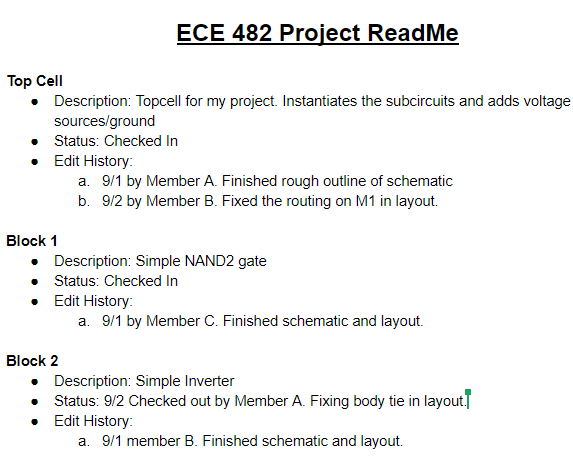 ECE 482 Project ReadMe
Top Cell
● Description: Topcell for my project. Instantiates the subcircuits and adds voltage
sources/ground
● Status: Checked In
● Edit History:
a. 9/1 by Member A. Finished rough outline of schematic
b. 9/2 by Member B. Fixed the routing on M1 in layout.
Block 1
● Description: Simple NAND2 gate
● Status: Checked In
● Edit History:
a. 9/1 by Member C. Finished schematic and layout.
Block 2
● Description: Simple Inverter
● Status: 9/2 Checked out by Member A. Fixing body tie in layout.
● Edit History:
a. 9/1 member B. Finished schematic and layout.